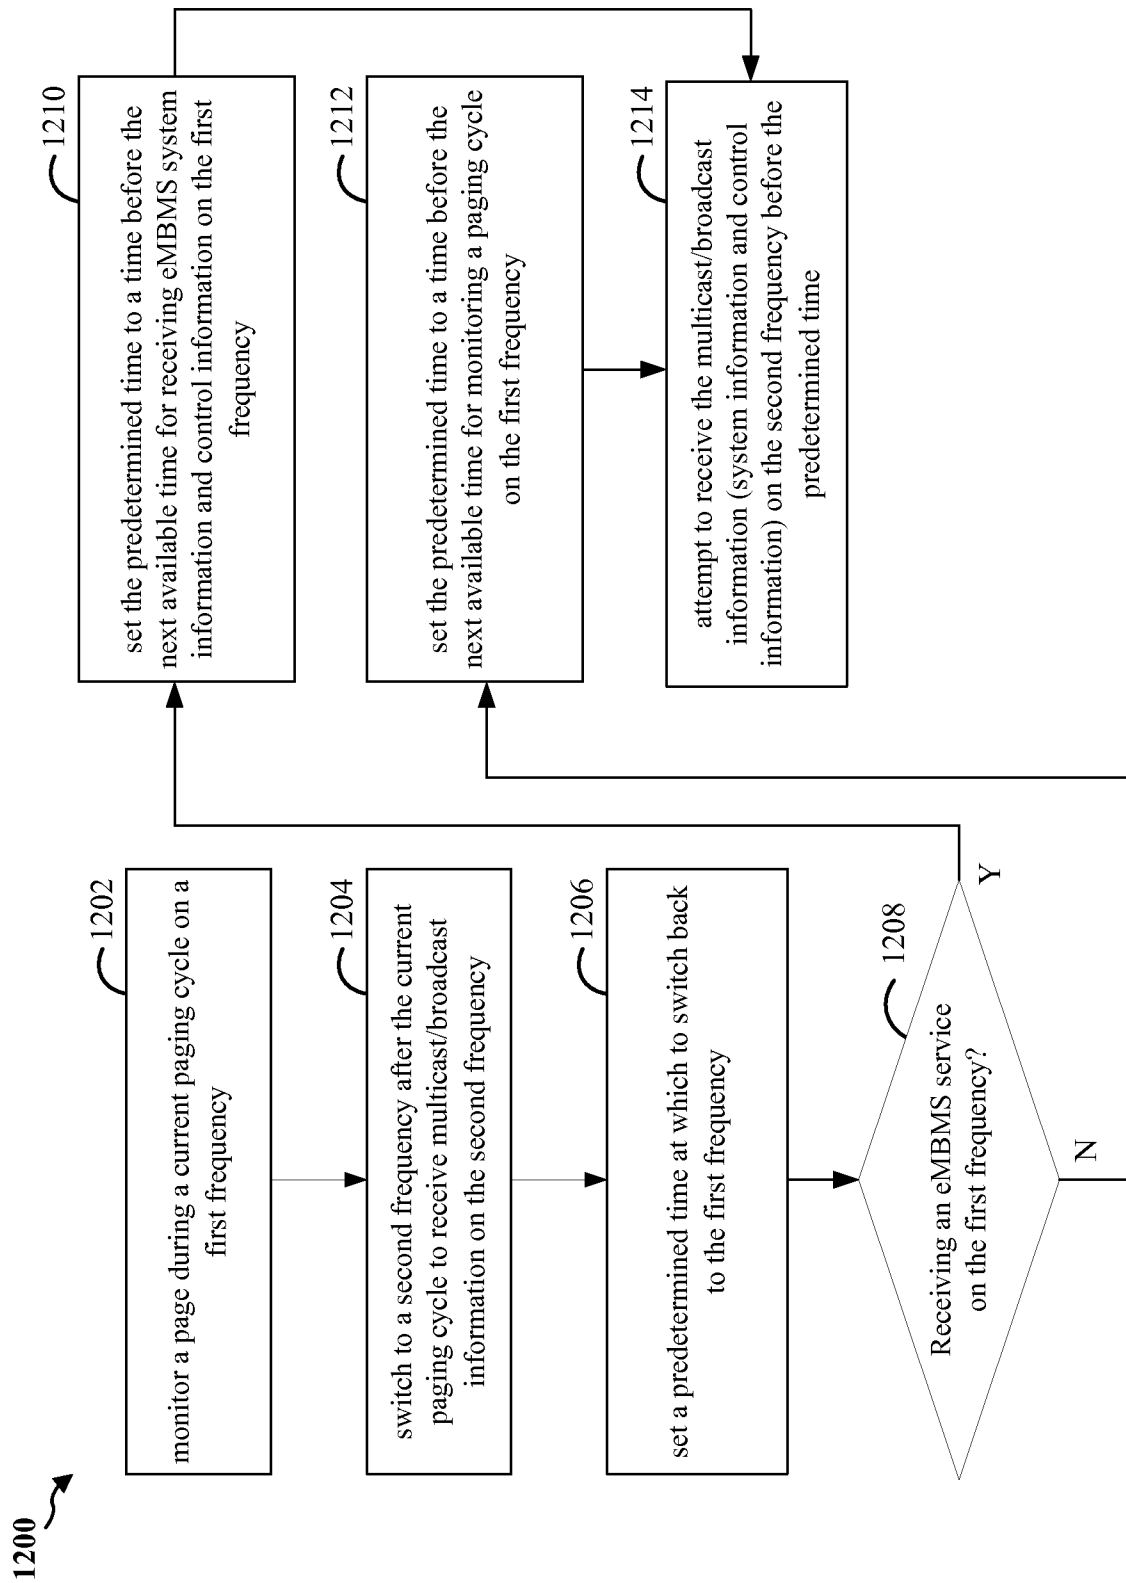 1200
1202
monitor a page during a current paging cycle on a
first frequency
1204
switch to a second frequency after the current
paging cycle to receive multicast/broadcast
information on the second frequency
1206
set a predetermined time at which to switch back
to the first frequency
1208
Receiving an eMBMS service
on the first frequency?
Y
N
1210
set the predetermined time to a time before the
next available time for receiving eMBMS system
information and control information on the first
frequency
1212
set the predetermined time to a time before the
next available time for monitoring a paging cycle
on the first frequency
1214
attempt to receive the multicast/broadcast
information (system information and control
information) on the second frequency before the
predetermined time